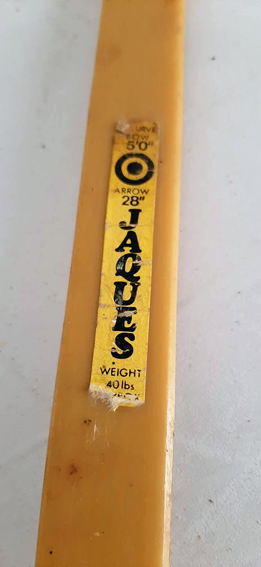 BOW
5'0"
ARROW
28"
JAQUES
WEIGHT
40 lbs